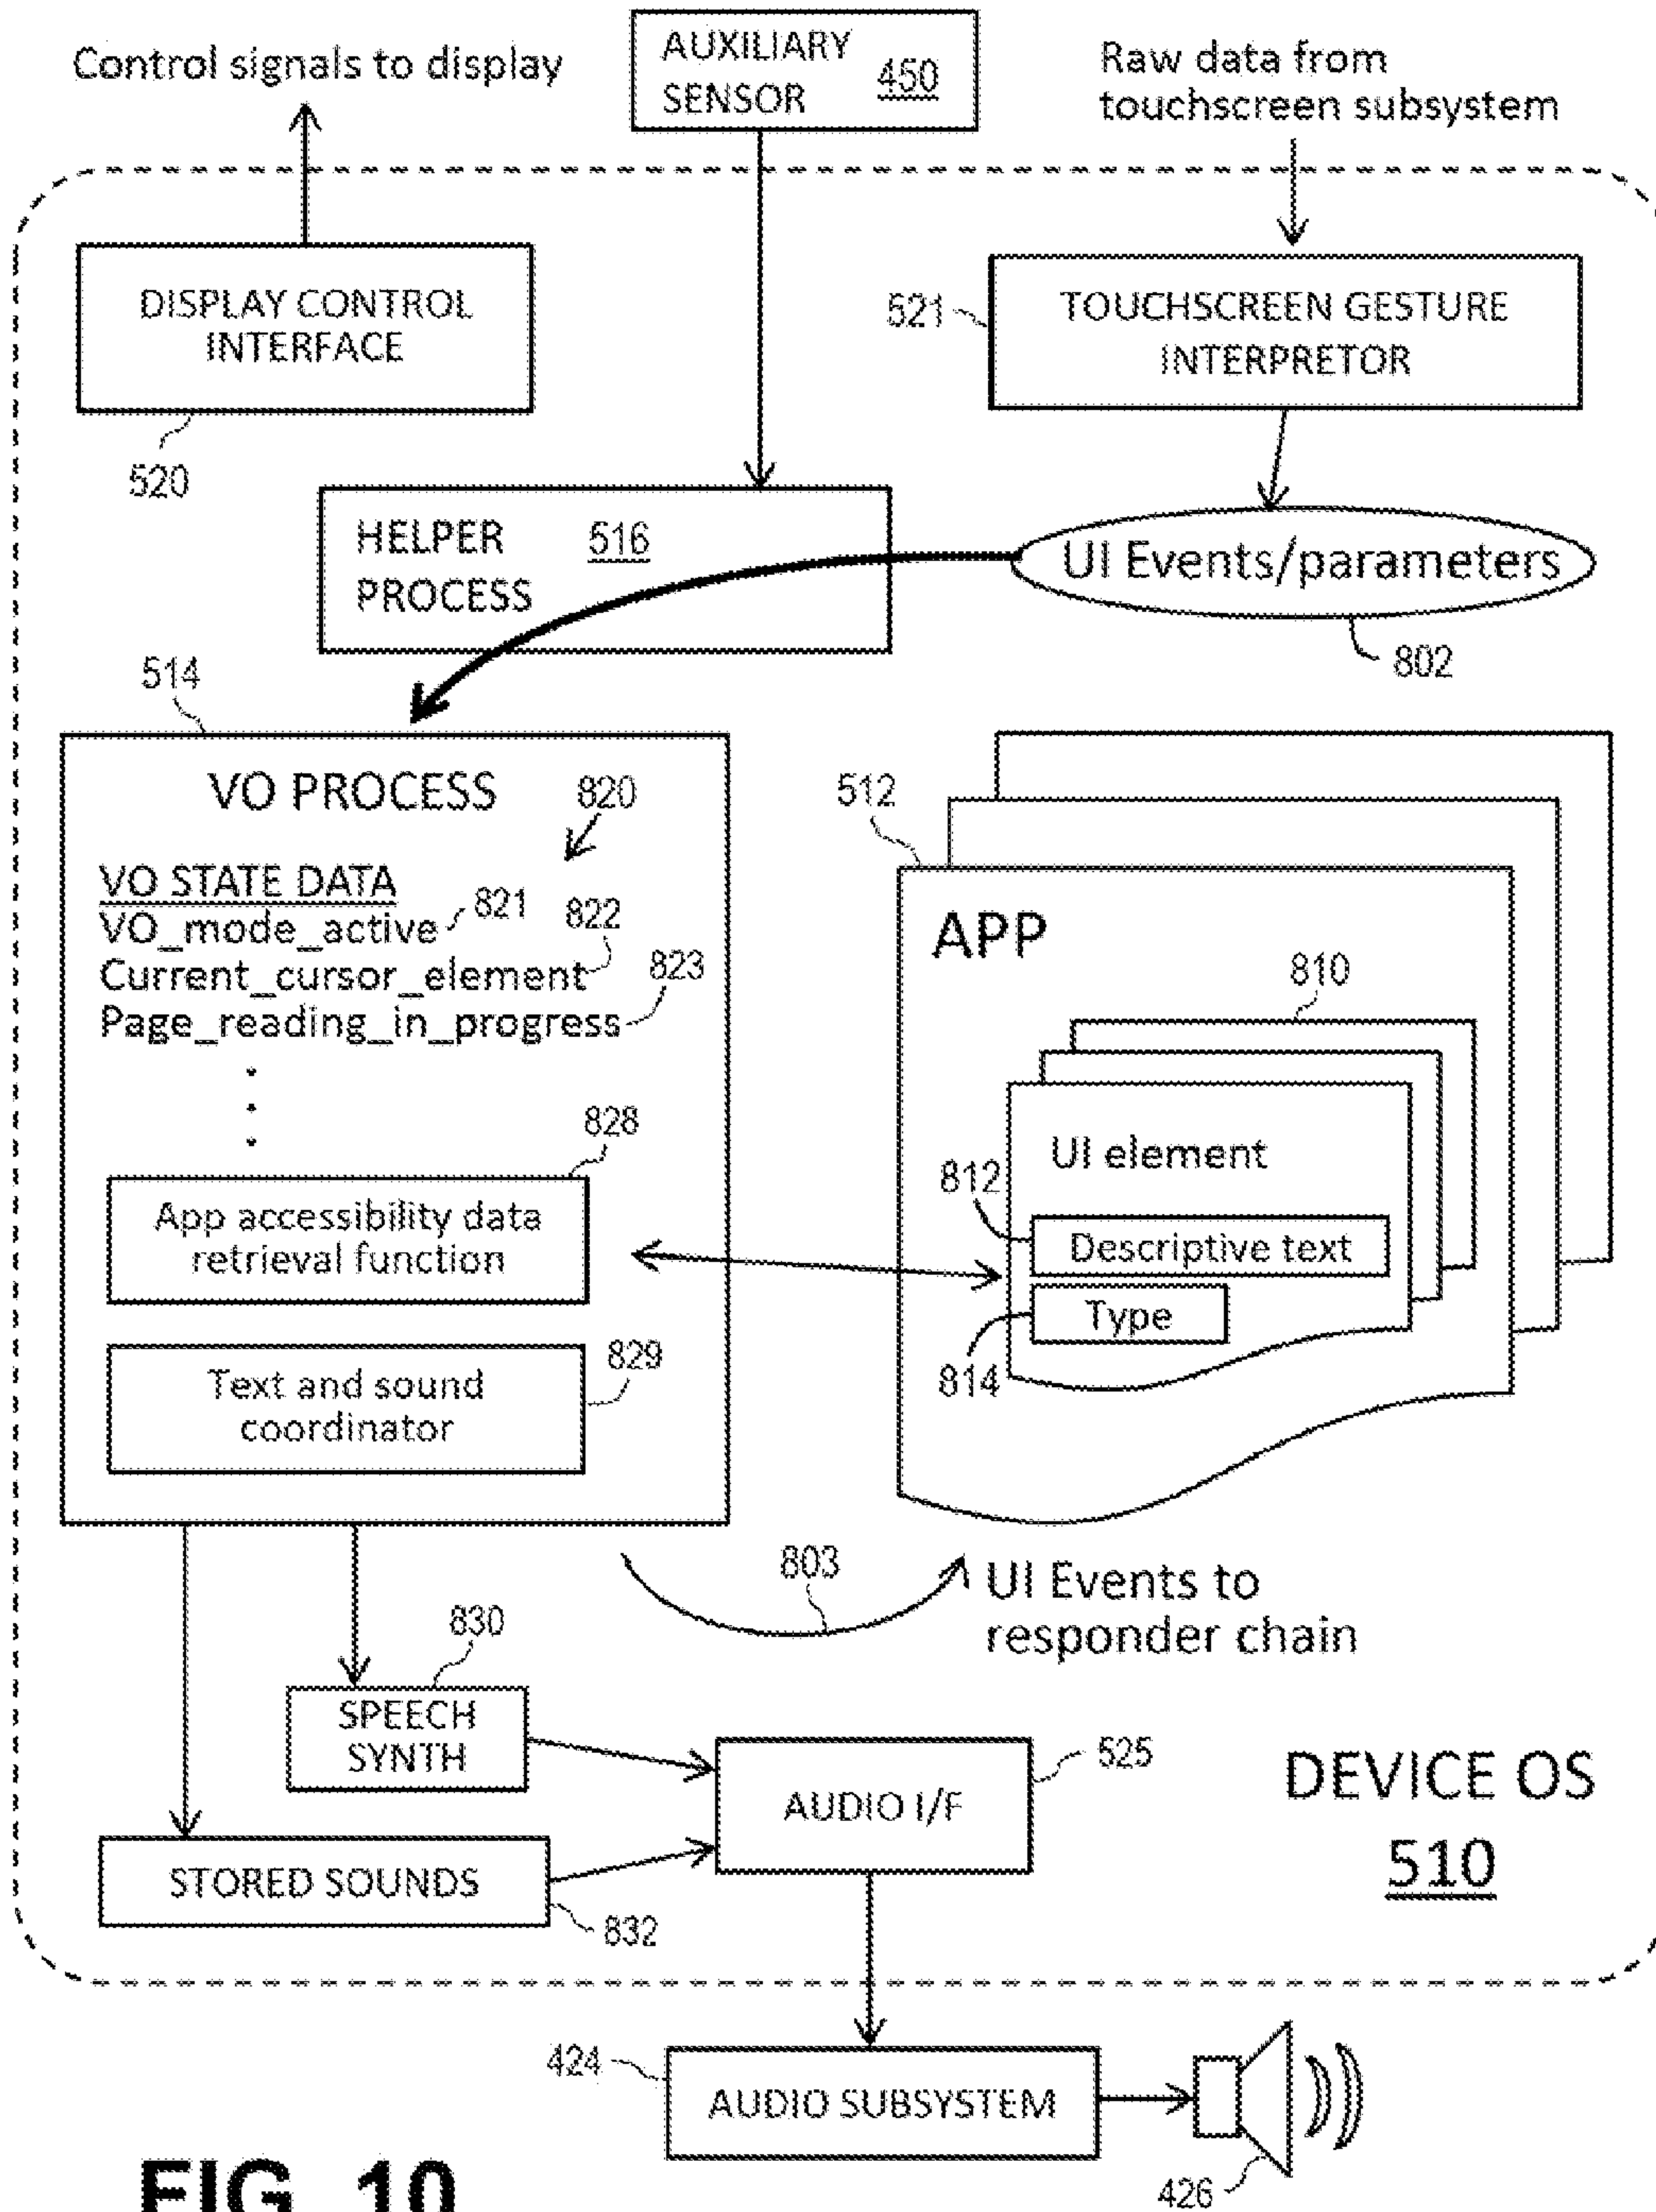 Control signals to display
AUXILIARY
SENSOR 450
Raw data from
touchscreen subsystem
DISPLAY CONTROL
INTERFACE
520
521
TOUCHSCREEN GESTURE
INTERPRETOR
HELPER 516
PROCESS
UI Events/parameters
802
514
VO PROCESS
820
VO STATE DATA
VO_mode_active 821
822
Current_cursor_element
823
Page_reading_in_progress
828
App accessibility data
retrieval function
829
Text and sound
coordinator
512
APP
810
UI element
812
Descriptive text
Type
814
803
UI Events to
responder chain
830
SPEECH
SYNTH
525
AUDIO I/F
STORED SOUNDS
832
DEVICE OS
510
424
AUDIO SUBSYSTEM
426
FIG. 10